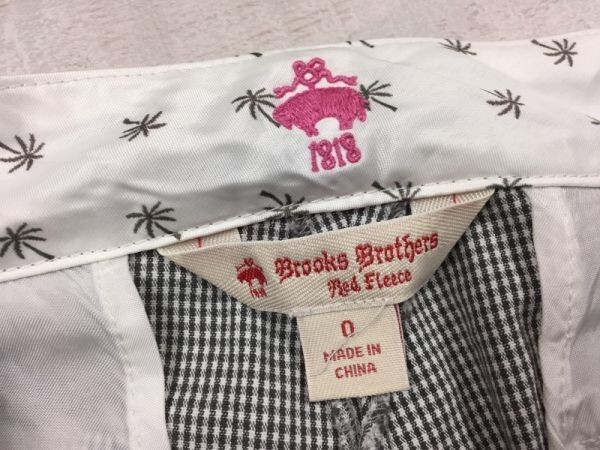 1818
Brooks Brothers
Red Fleece
0
MADE IN
CHINA